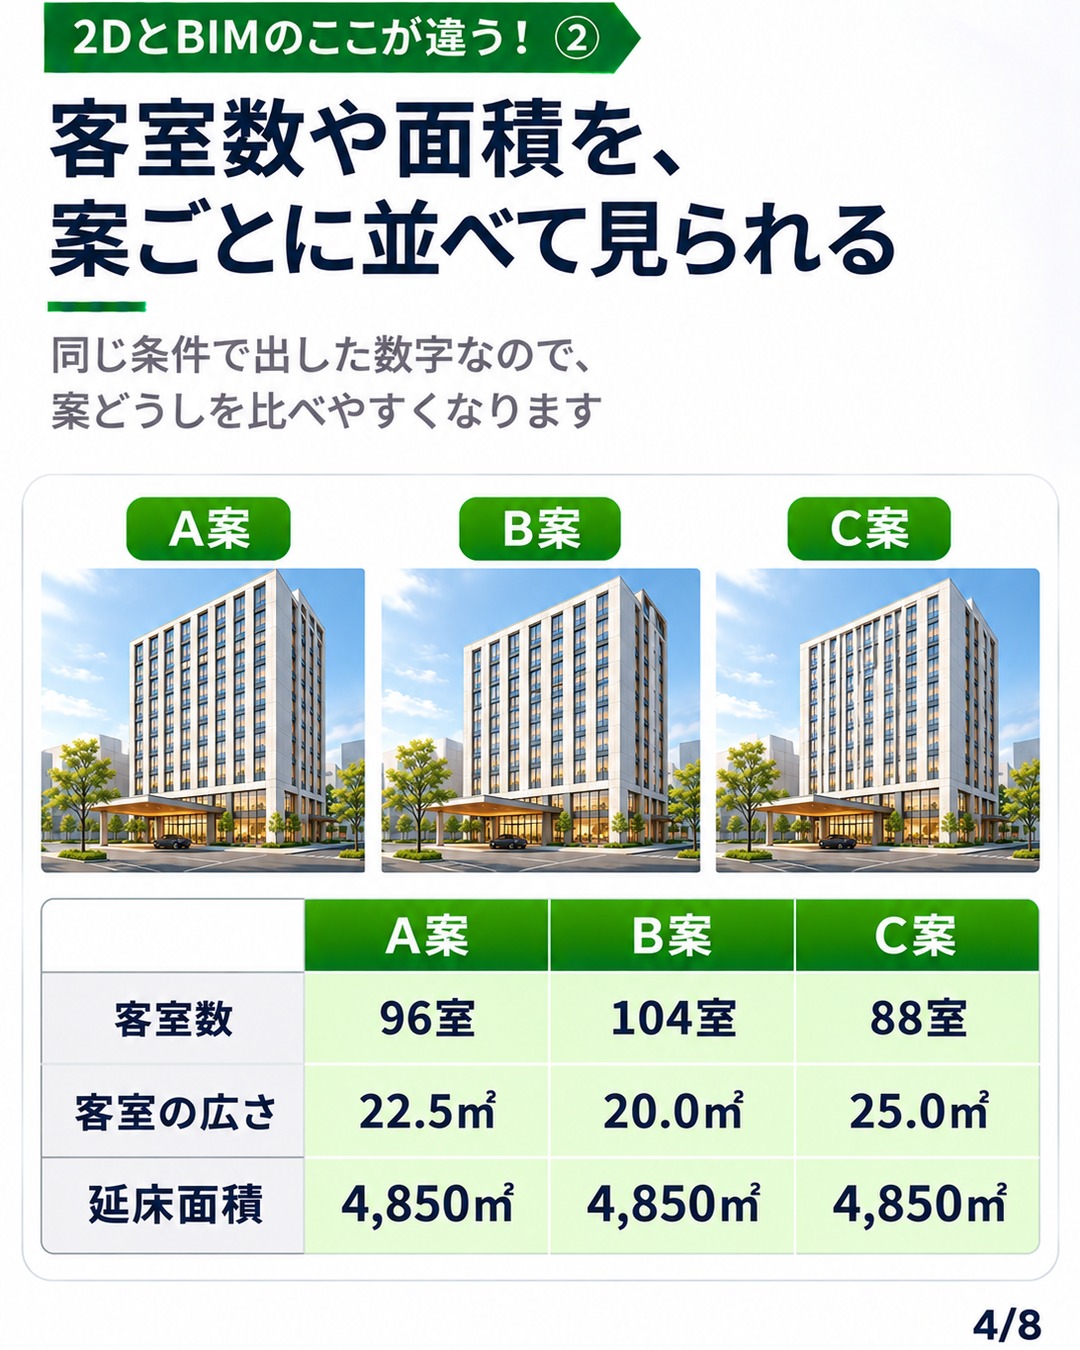 2DとBIMのここが違う！ ②
客室数や面積を、
案ごとに並べて見られる
同じ条件で出した数字なので、
案どうしを比べやすくなります
A案 B案 C案
A案 B案 C案
客室数 96室 104室 88室
客室の広さ 22.5㎡ 20.0㎡ 25.0㎡
延床面積 4,850㎡ 4,850㎡ 4,850㎡
4/8